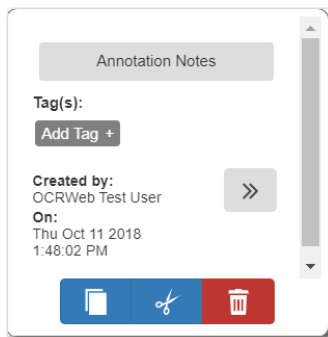 Annotation Notes
Tag(s):
Add Tag +
Created by:
OCRWeb Test User
On:
Thu Oct 11 2018
1:48:02 PM